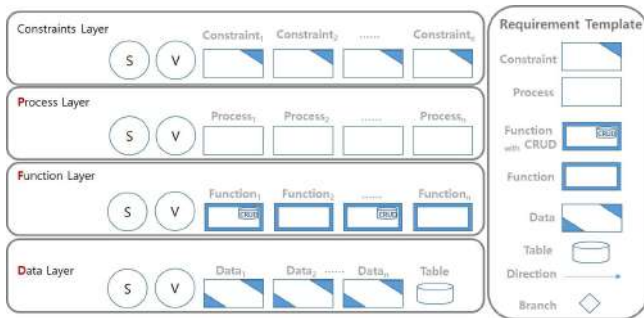 Constraints Layer
S
V
Constraint1
Constraint2
......
Constraintn
Process Layer
S
V
Process1
Process2
......
Processn
Function Layer
S
V
Function1
Function2
......
Functionn
CRUD
CRUD
Data Layer
S
V
Data1
Data2
......
Datan
Table
Requirement Template
Constraint
Process
Function
with CRUD
CRUD
Function
Data
Table
Direction
Branch